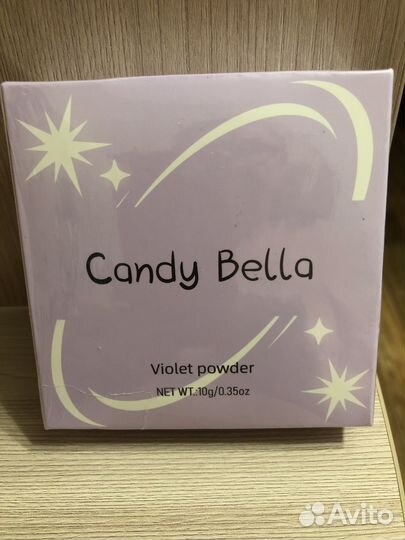 Candy Bella
Violet powder
NET WT.:10g/0.35oz
Avito